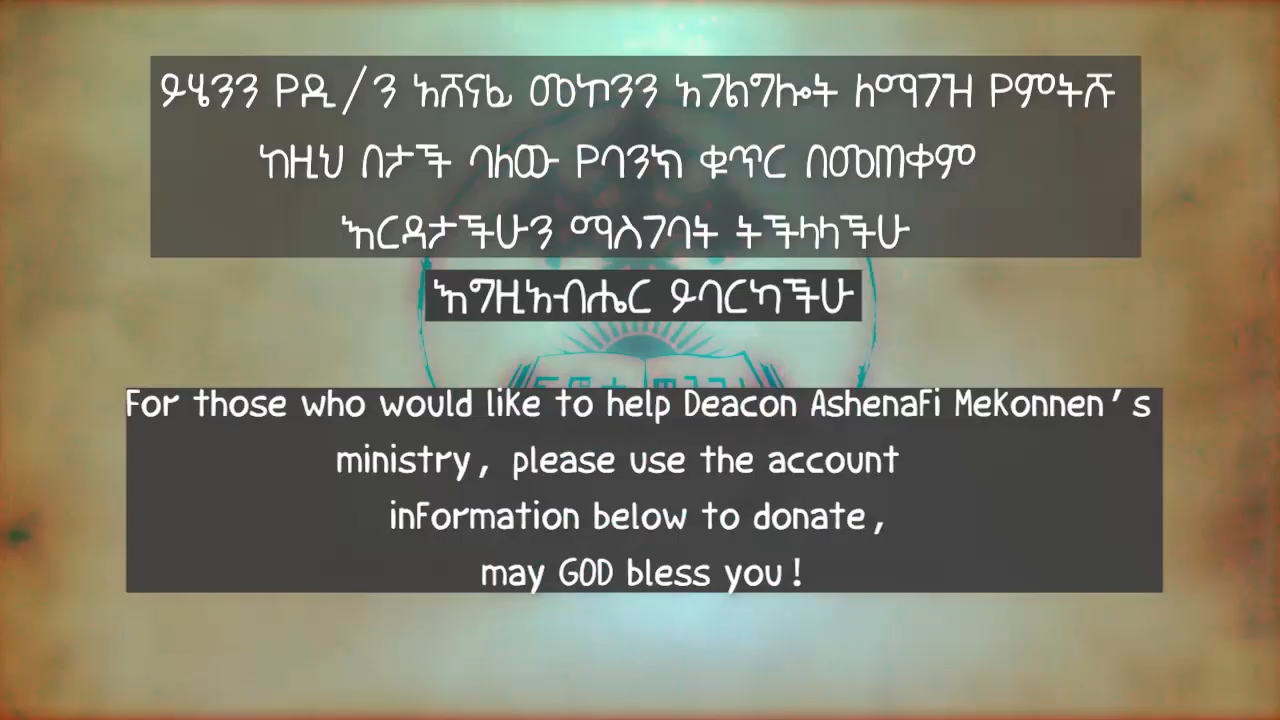 ይሄንን የዲ/ን አሸናፊ መኮንን አገልግሎት ለማገዝ የምትሹ
ከዚህ በታች ባለው የባንክ ቁጥር በመጠቀም
እርዳታችሁን ማስገባት ትችላላችሁ
እግዚአብሔር ይባርካችሁ
For those who would like to help Deacon Ashenafi Mekonnen's
ministry, please use the account
information below to donate,
may GOD bless you!